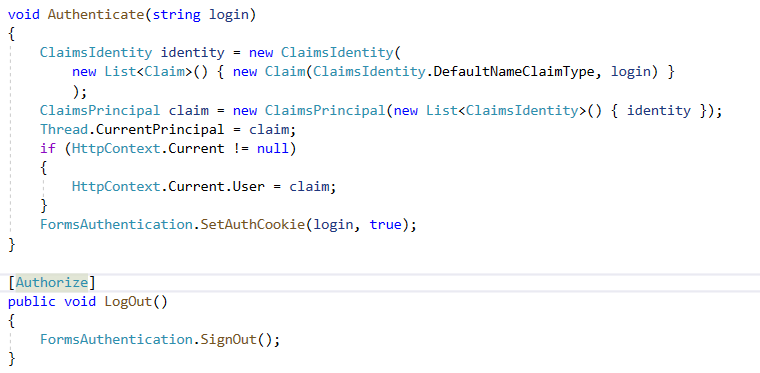 void Authenticate(string login)
{
    ClaimsIdentity identity = new ClaimsIdentity(
        new List<Claim>() { new Claim(ClaimsIdentity.DefaultNameClaimType, login) }
        );
    ClaimsPrincipal claim = new ClaimsPrincipal(new List<ClaimsIdentity>() { identity });
    Thread.CurrentPrincipal = claim;
    if (HttpContext.Current != null)
    {
        HttpContext.Current.User = claim;
    }
    FormsAuthentication.SetAuthCookie(login, true);
}

[Authorize]
public void LogOut()
{
    FormsAuthentication.SignOut();
}